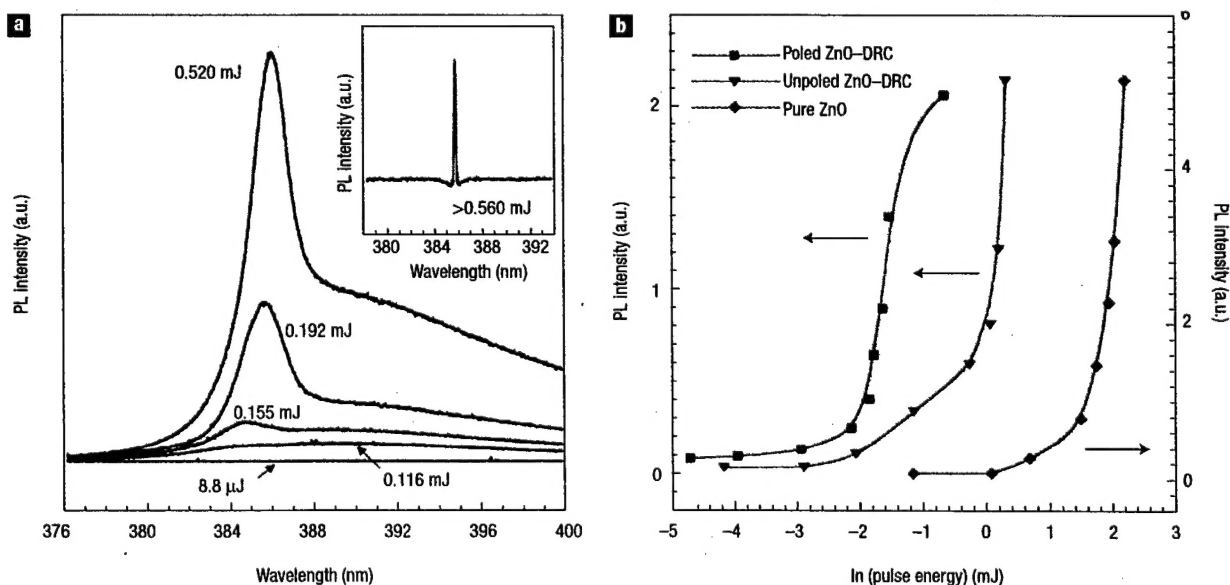 a
0.520 mJ
0.192 mJ
0.155 mJ
8.8 μJ
0.116 mJ
PL intensity (a.u.)
376 380 384 388 392 396 400
Wavelength (nm)
PL intensity (a.u.)
>0.560 mJ
380 384 388 392
Wavelength (nm)
b
Poled ZnO–DRC
Unpoled ZnO–DRC
Pure ZnO
PL intensity (a.u.)
2
1
0
6
4
2
0
PL intensity (a.u.)
–5 –4 –3 –2 –1 0 1 2 3
ln (pulse energy) (mJ)